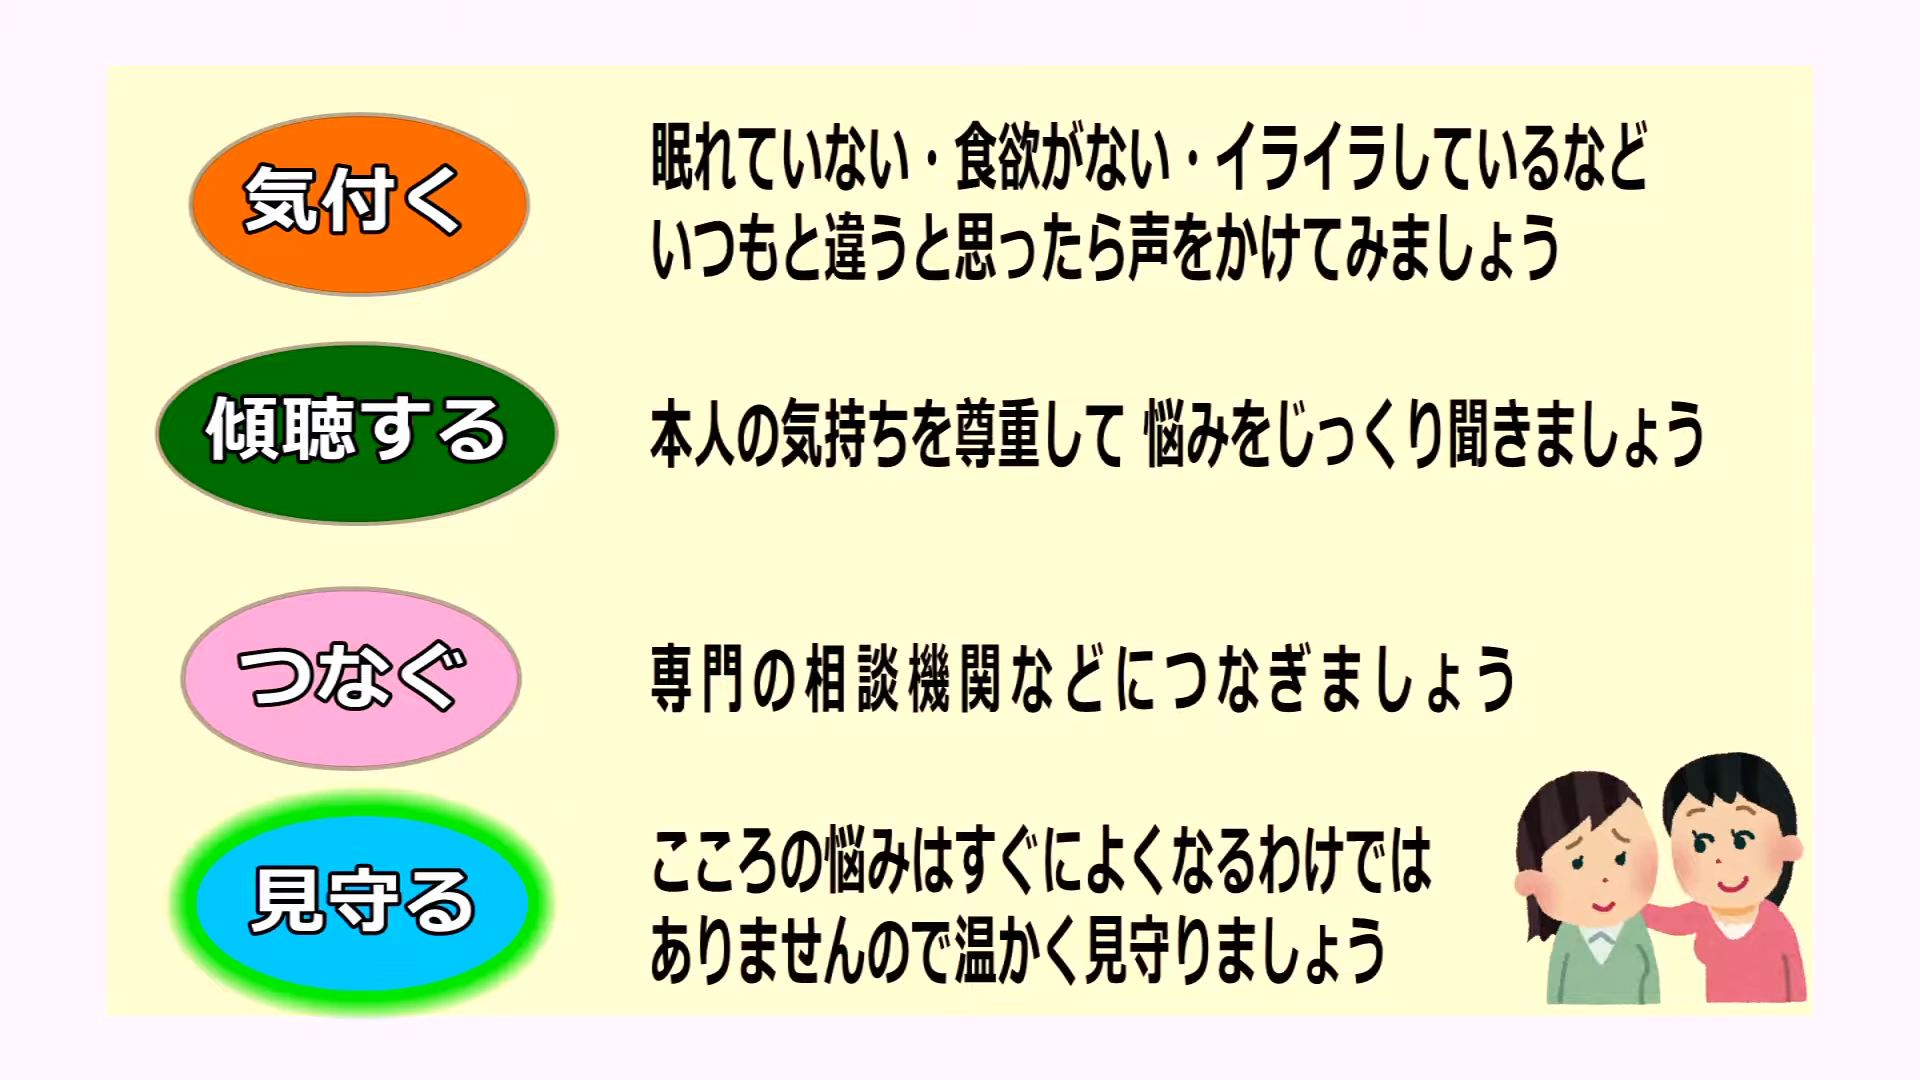 気付く
眠れていない・食欲がない・イライラしているなど
いつもと違うと思ったら声をかけてみましょう
傾聴する
本人の気持ちを尊重して 悩みをじっくり聞きましょう
つなぐ
専門の相談機関などにつなぎましょう
見守る
こころの悩みはすぐによくなるわけでは
ありませんので温かく見守りましょう